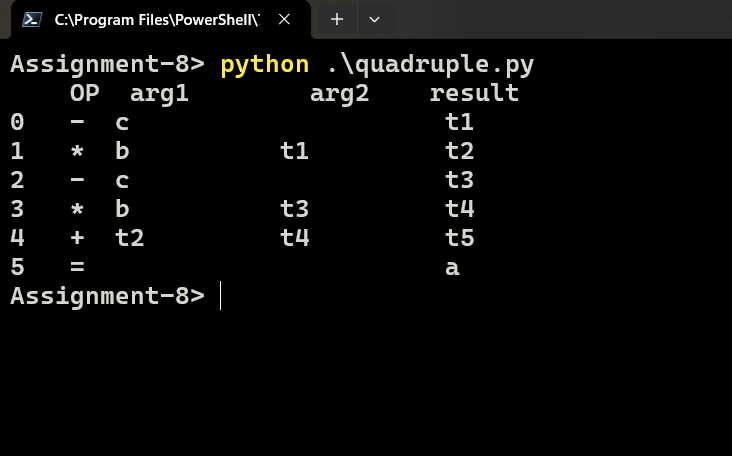 C:\Program Files\PowerShell\
Assignment-8> python .\quadruple.py
OP arg1 arg2 result
0 - c t1
1 * b t1 t2
2 - c t3
3 * b t3 t4
4 + t2 t4 t5
5 = a
Assignment-8>